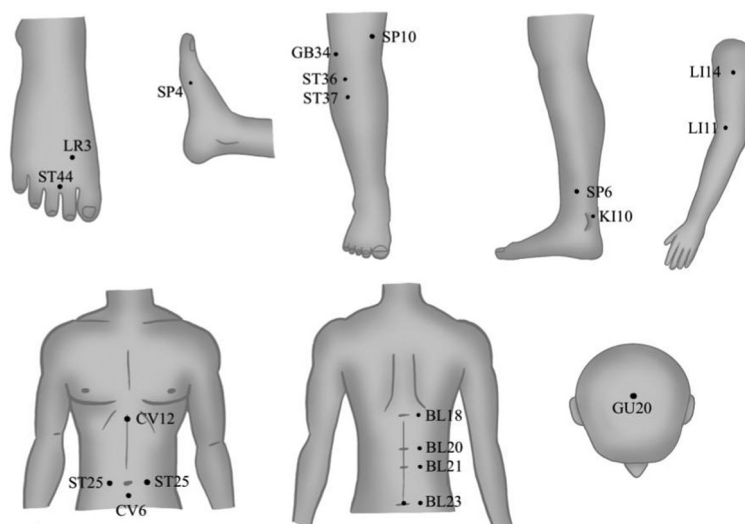 LR3
ST44
SP4
SP10
GB34
ST36
ST37
SP6
KI10
LI14
LI11
CV12
ST25
ST25
CV6
BL18
BL20
BL21
BL23
GU20